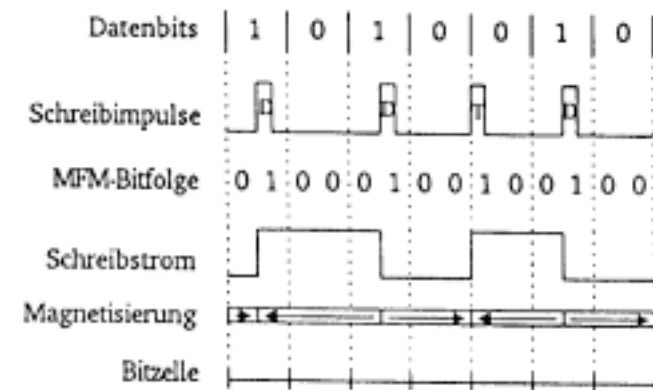 Datenbits 1 0 1 0 0 1 0
Schreibimpulse D D T D
MFM-Bitfolge 0 1 0 0 0 1 0 0 1 0 0 1 0 0
Schreibstrom
Magnetisierung
Bitzelle